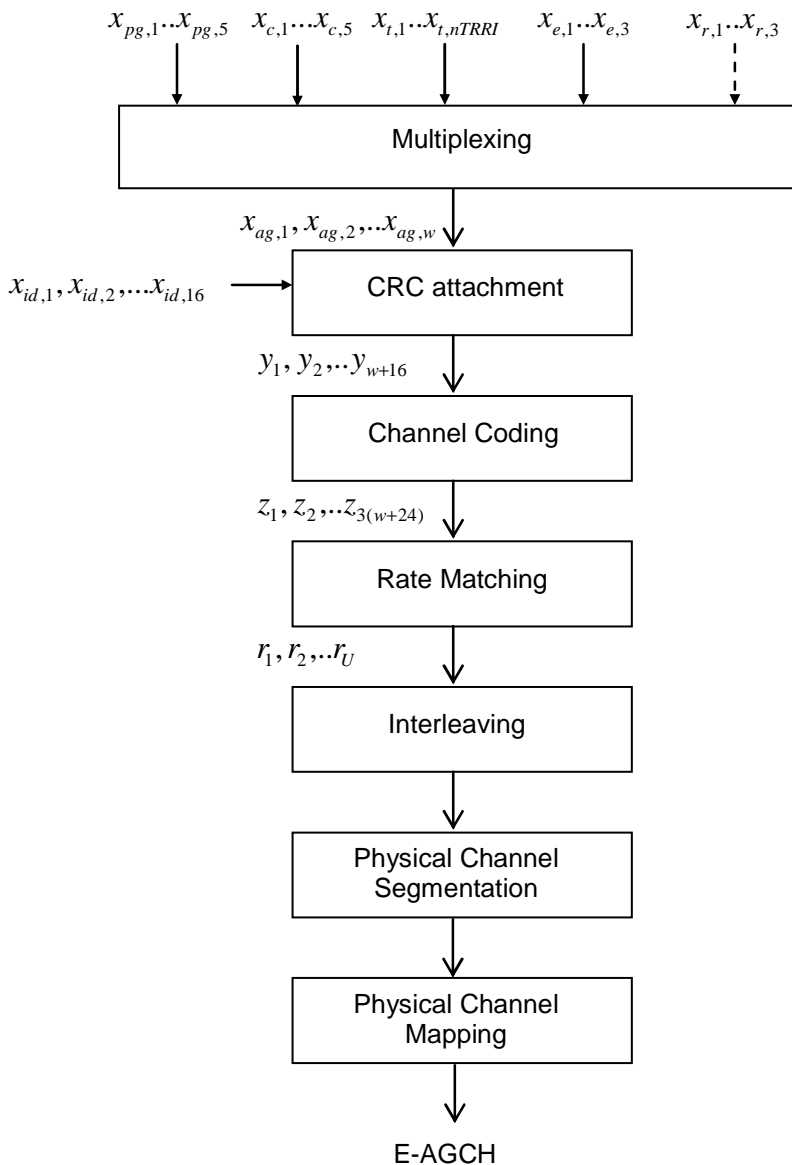 x_{pg,1}..x_{pg,5} x_{c,1}...x_{c,5} x_{t,1}..x_{t,nTRRI} x_{e,1}..x_{e,3} x_{r,1}..x_{r,3}
Multiplexing
x_{ag,1}, x_{ag,2},..x_{ag,w}
x_{id,1}, x_{id,2},...x_{id,16}
CRC attachment
y_1, y_2,..y_{w+16}
Channel Coding
z_1, z_2,..z_{3(w+24)}
Rate Matching
r_1, r_2,..r_U
Interleaving
Physical Channel
Segmentation
Physical Channel
Mapping
E-AGCH